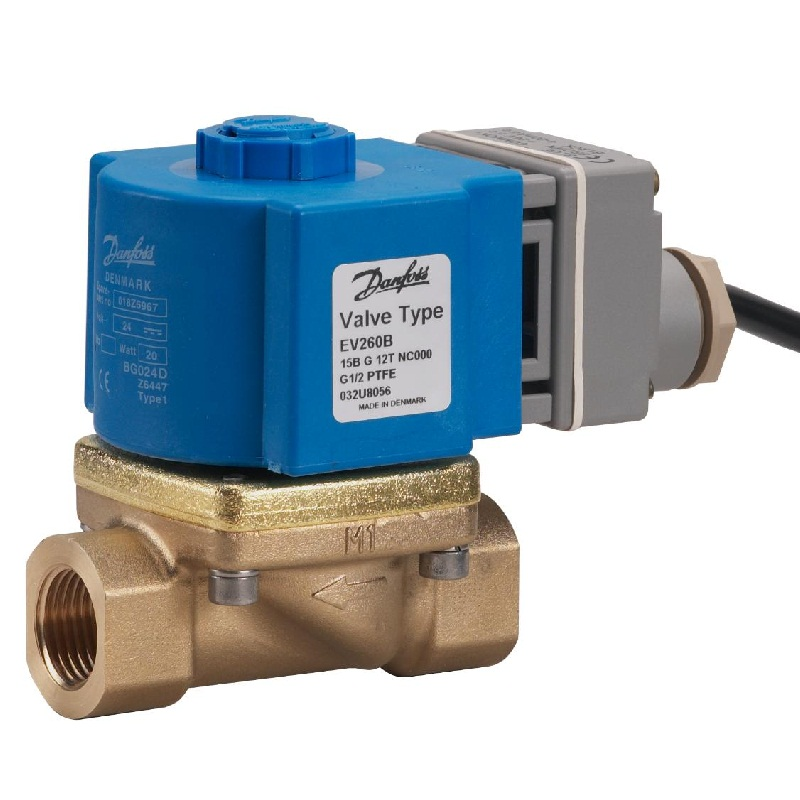 Danfoss
DENMARK
018Z6967
24
Watt 20
BG024D
Z6447
Type1
CE
Danfoss
Valve Type
EV260B
15B G 12T NC000
G1/2 PTFE
032U8056
MADE IN DENMARK
M1